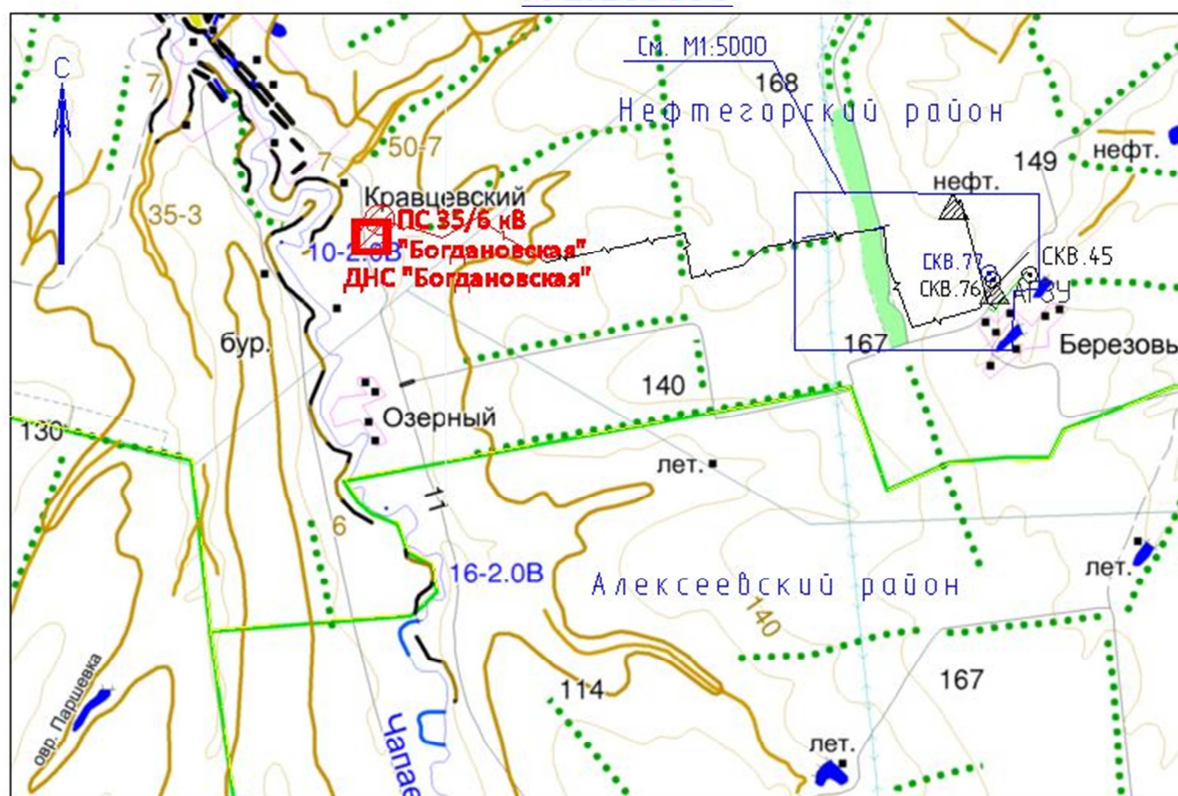 См. М1:5000
168
С
7
Нефтегорский район
50-7
7
149
нефт.
нефт.
Кравцевский
35-3
ПС 35/6 кВ
10-2.0В
"Богдановская"
ДНС "Богдановская"
СКВ.77
СКВ.45
СКВ.76
АГЗУ
бур.
167
Березовы
140
Озерный
130
лет.
11
6
16-2.0В
лет.
Алексеевский район
140
167
114
овр. Паршевка
Чапае
лет.